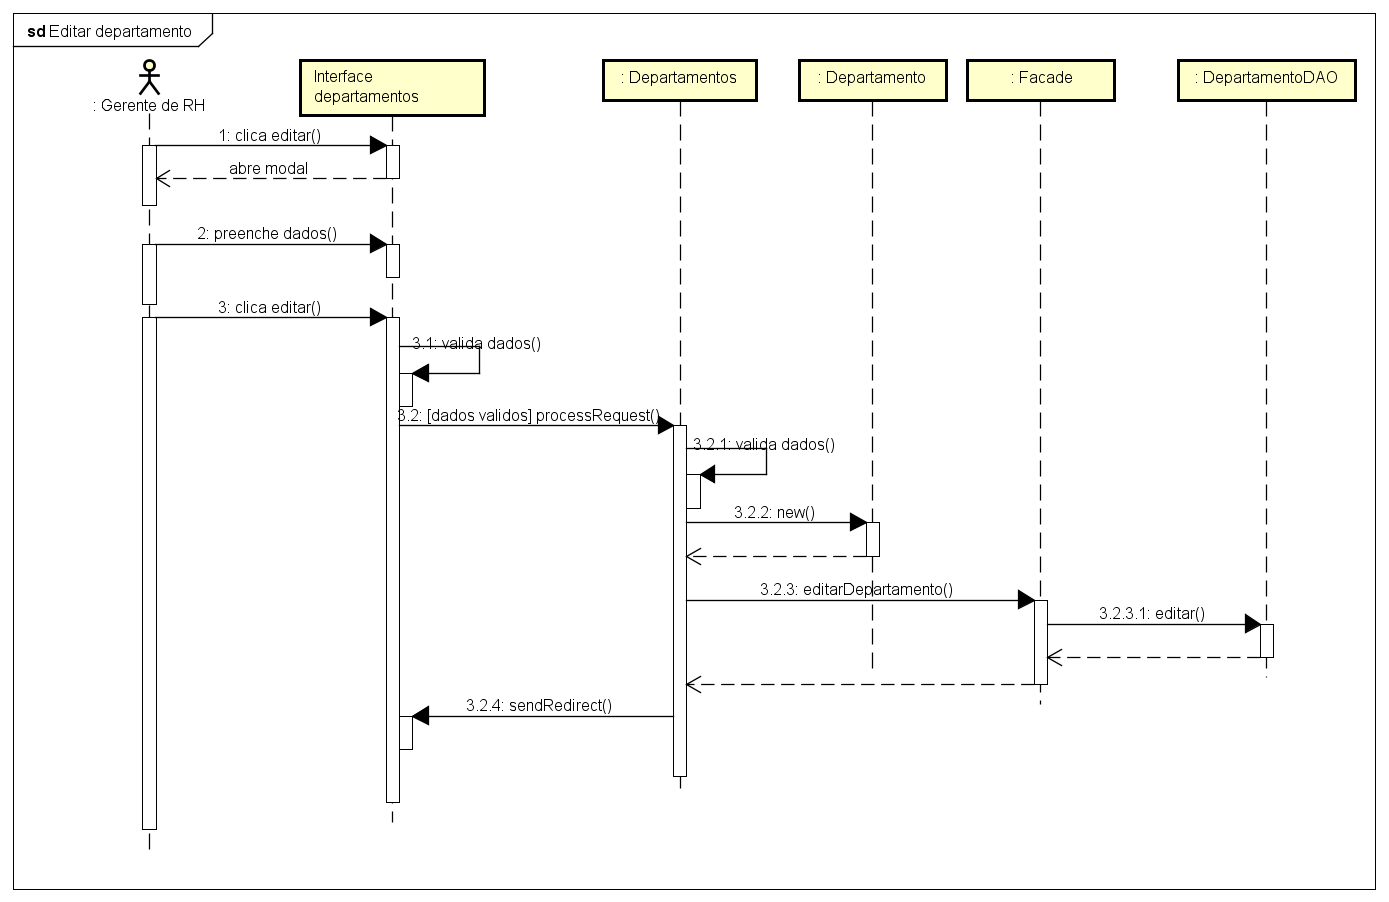 sd Editar departamento
: Gerente de RH
Interface
departamentos
: Departamentos
: Departamento
: Facade
: DepartamentoDAO
1: clica editar()
abre modal
2: preenche dados()
3: clica editar()
3.1: valida dados()
3.2: [dados validos] processRequest()
3.2.1: valida dados()
3.2.2: new()
3.2.3: editarDepartamento()
3.2.3.1: editar()
3.2.4: sendRedirect()